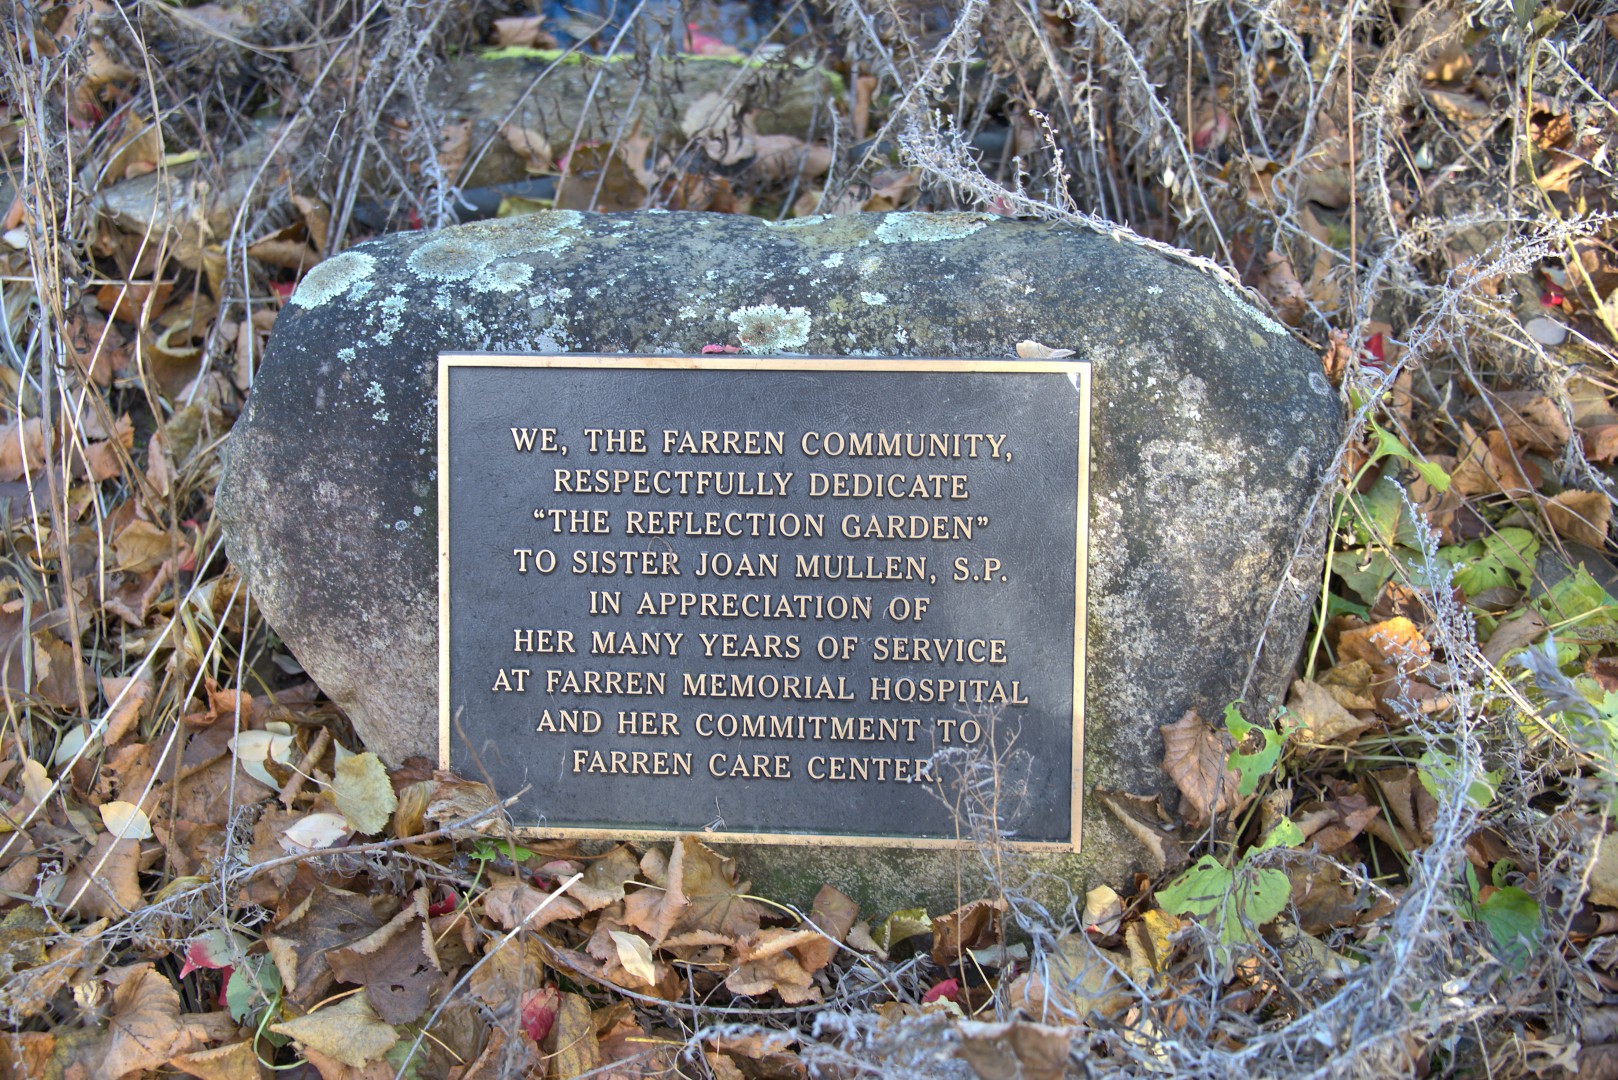 WE, THE FARREN COMMUNITY,
RESPECTFULLY DEDICATE
“THE REFLECTION GARDEN”
TO SISTER JOAN MULLEN, S.P.
IN APPRECIATION OF
HER MANY YEARS OF SERVICE
AT FARREN MEMORIAL HOSPITAL
AND HER COMMITMENT TO
FARREN CARE CENTER.